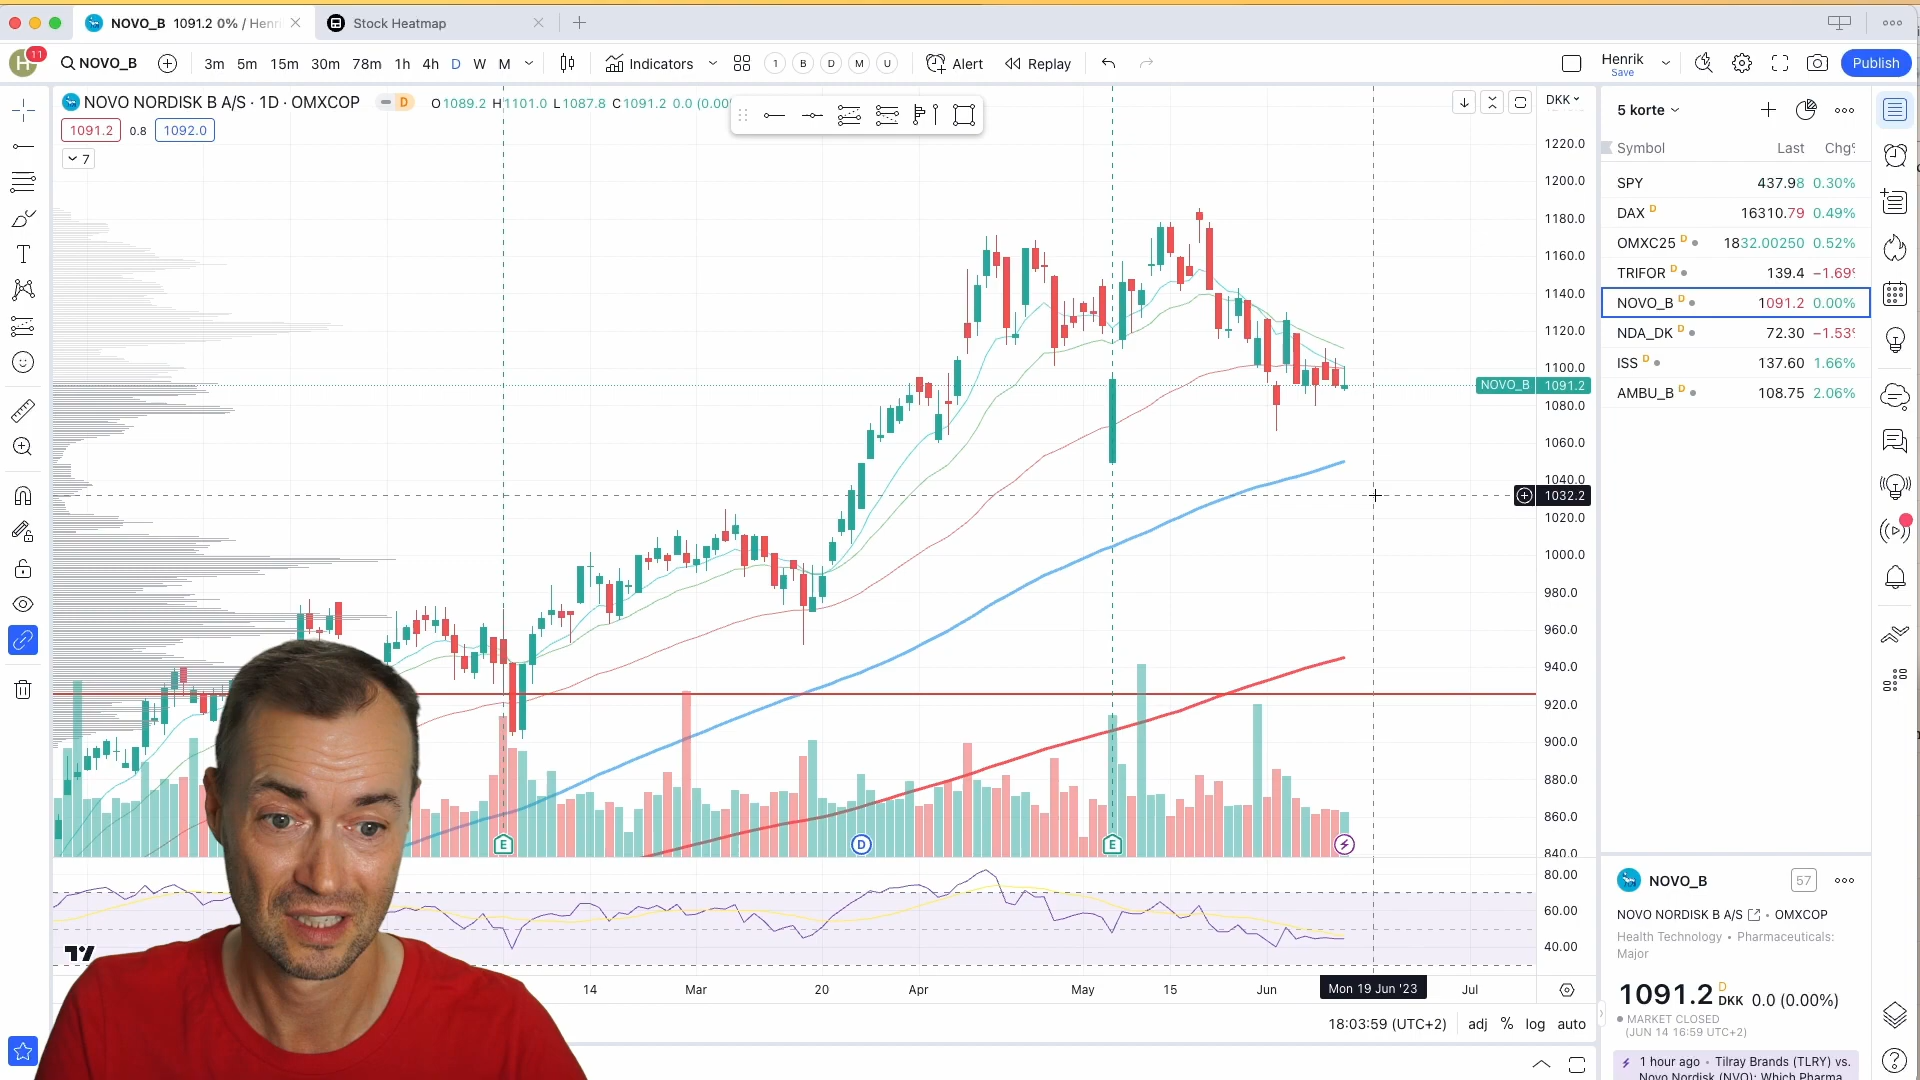 NOVO_B 1091.2 0% / Henri
Stock Heatmap
H 11
NOVO_B
3m 5m 15m 30m 78m 1h 4h D W M
Indicators
1 B D M U
Alert
Replay
Henrik
Save
Publish
NOVO NORDISK B A/S · 1D · OMXCOP
D
O1089.2 H1101.0 L1087.8 C1091.2 0.0 (0.00
1091.2 0.8 1092.0
7
DKK
1220.0
1200.0
1180.0
1160.0
1140.0
1120.0
1100.0
NOVO_B 1091.2
1080.0
1060.0
1040.0
1032.2
1020.0
1000.0
980.0
960.0
940.0
920.0
900.0
880.0
860.0
840.0
E D E
80.00
60.00
40.00
14 Mar 20 Apr May 15 Jun Mon 19 Jun '23 Jul
18:03:59 (UTC+2) adj % log auto
5 korte
Symbol Last Chg%
SPY 437.98 0.30%
DAX D 16310.79 0.49%
OMXC25 D 1832.00250 0.52%
TRIFOR D 139.4 −1.69%
NOVO_B D 1091.2 0.00%
NDA_DK D 72.30 −1.53%
ISS D 137.60 1.66%
AMBU_B D 108.75 2.06%
NOVO_B 57
NOVO NORDISK B A/S • OMXCOP
Health Technology • Pharmaceuticals:
Major
1091.2 D DKK 0.0 (0.00%)
MARKET CLOSED
(JUN 14 16:59 UTC+2)
1 hour ago • Tilray Brands (TLRY) vs.
Novo Nordisk (NVO): Which Pharma